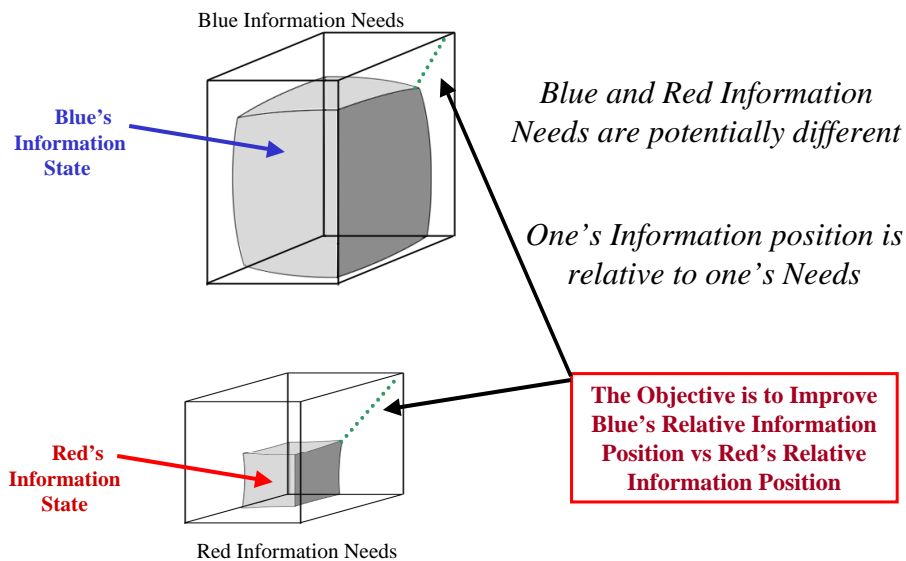 Blue Information Needs
Blue's
Information
State
Blue and Red Information
Needs are potentially different
One's Information position is
relative to one's Needs
The Objective is to Improve
Blue's Relative Information
Position vs Red's Relative
Information Position
Red's
Information
State
Red Information Needs